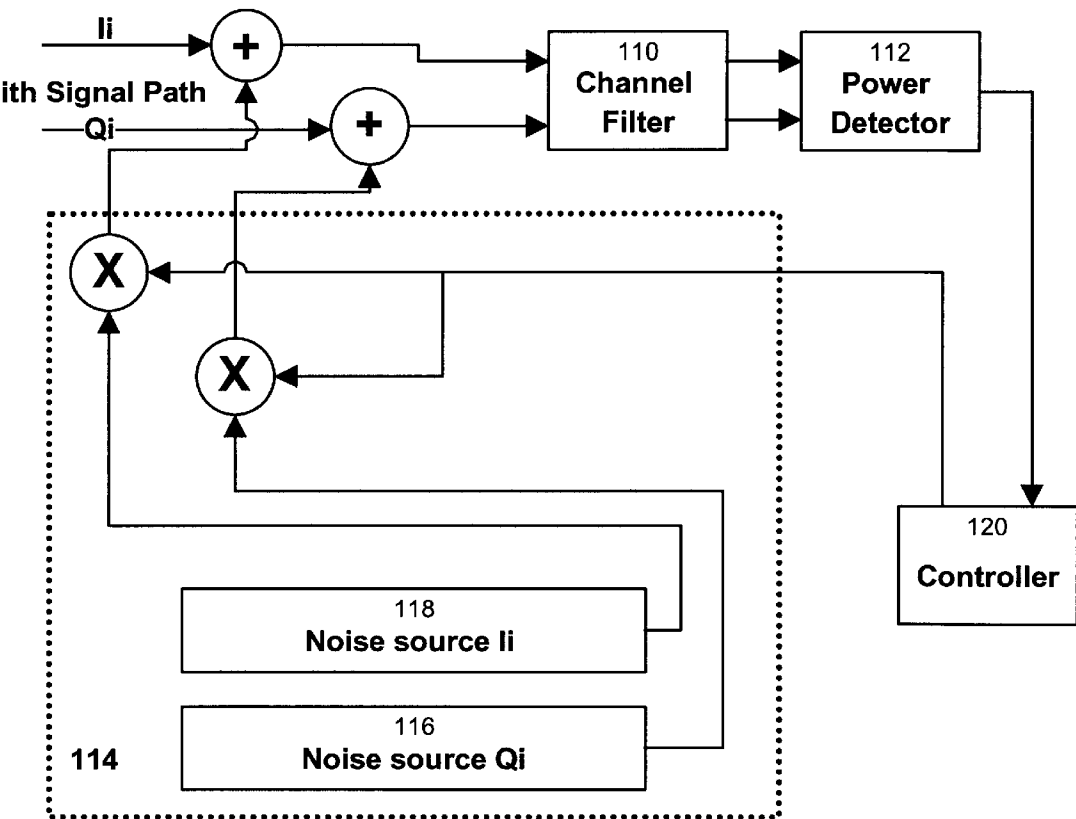 Ii
+
ith Signal Path
Qi
+
110
Channel
Filter
112
Power
Detector
X
X
120
Controller
118
Noise source Ii
116
Noise source Qi
114